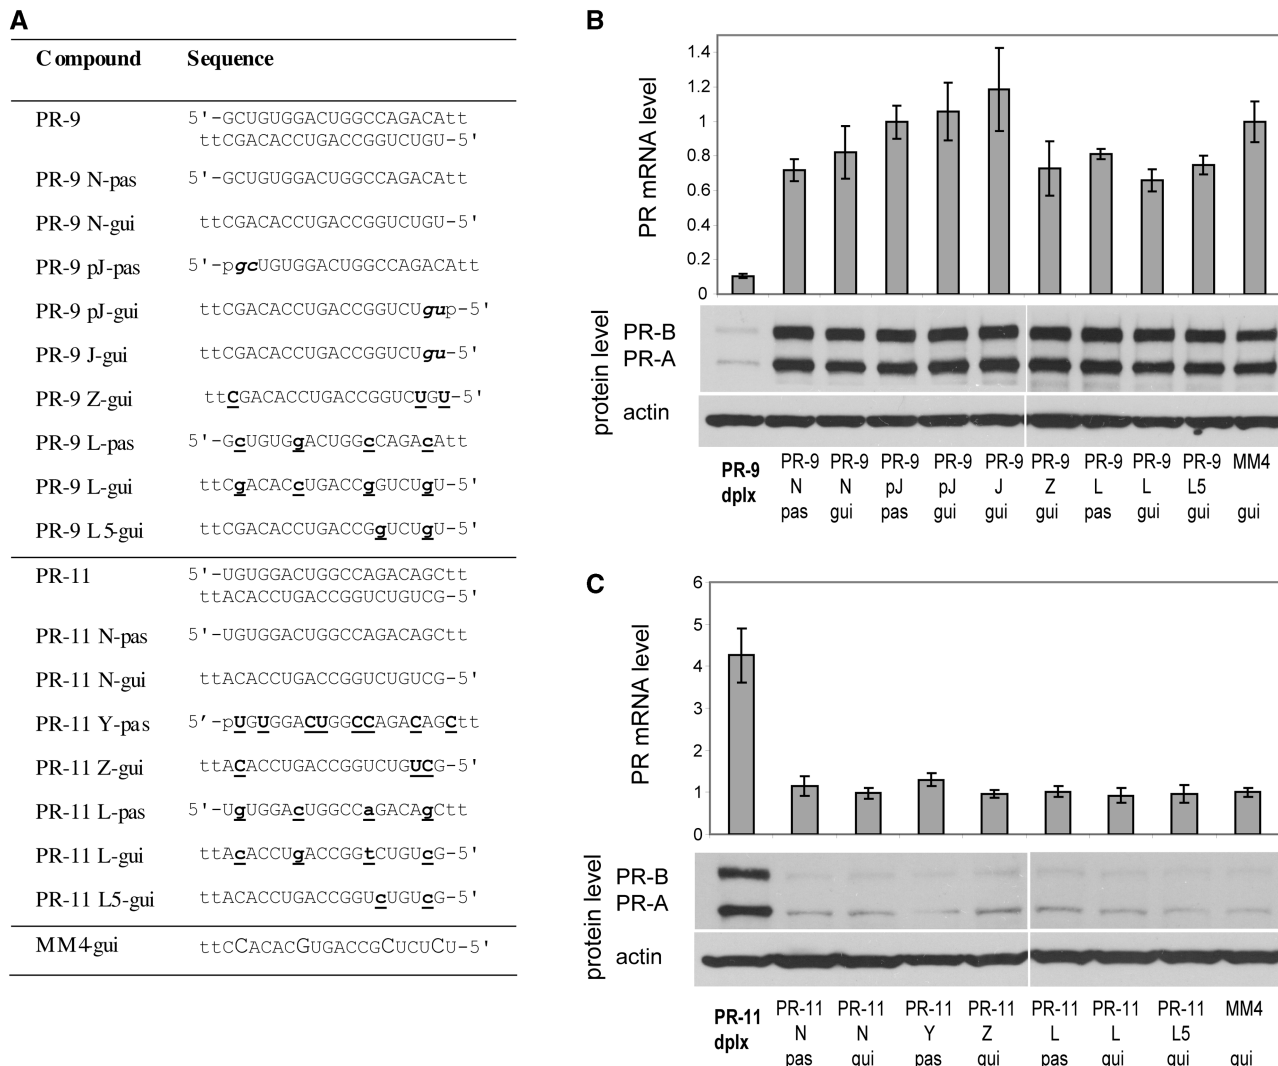 A
Compound Sequence
PR-9 5'-GCUGUGGACUGGCCAGACAtt
ttCGACACCUGACCGGUCUGU-5'
PR-9 N-pas 5'-GCUGUGGACUGGCCAGACAtt
PR-9 N-gui ttCGACACCUGACCGGUCUGU-5'
PR-9 pJ-pas 5'-pgcUGUGGACUGGCCAGACAtt
PR-9 pJ-gui ttCGACACCUGACCGGUCUgup-5'
PR-9 J-gui ttCGACACCUGACCGGUCUgu-5'
PR-9 Z-gui ttCGACACCUGACCGGUCUGU-5'
PR-9 L-pas 5'-GcUGUGgACUGGcCAGAcAtt
PR-9 L-gui ttCgACACcUGACCgGUCUgU-5'
PR-9 L5-gui ttCGACACCUGACCGgUCUgU-5'
PR-11 5'-UGUGGACUGGCCAGACAGCtt
ttACACCUGACCGGUCUGUCG-5'
PR-11 N-pas 5'-UGUGGACUGGCCAGACAGCtt
PR-11 N-gui ttACACCUGACCGGUCUGUCG-5'
PR-11 Y-pas 5'-pUGUGGACUGGCCAGACAGCtt
PR-11 Z-gui ttACACCUGACCGGUCUGUCG-5'
PR-11 L-pas 5'-UgUGGAcUGGCCaGACAgCtt
PR-11 L-gui ttAcACCUgACCGGtCUGUcG-5'
PR-11 L5-gui ttACACCUGACCGGUcUGUcG-5'
MM4-gui ttcCACACGUGACCGCUCUCU-5'
B
PR mRNA level
1.4
1.2
1
0.8
0.6
0.4
0.2
0
protein level
PR-B
PR-A
actin
PR-9 PR-9 PR-9 PR-9 PR-9 PR-9 PR-9 PR-9 PR-9 PR-9 MM4
dplx N N pJ pJ J Z L L L5
pas gui pas gui gui gui pas gui gui gui
C
PR mRNA level
6
5
4
3
2
1
0
protein level
PR-B
PR-A
actin
PR-11 PR-11 PR-11 PR-11 PR-11 PR-11 PR-11 PR-11 MM4
dplx N N Y Z L L L5
pas gui pas gui pas gui gui gui